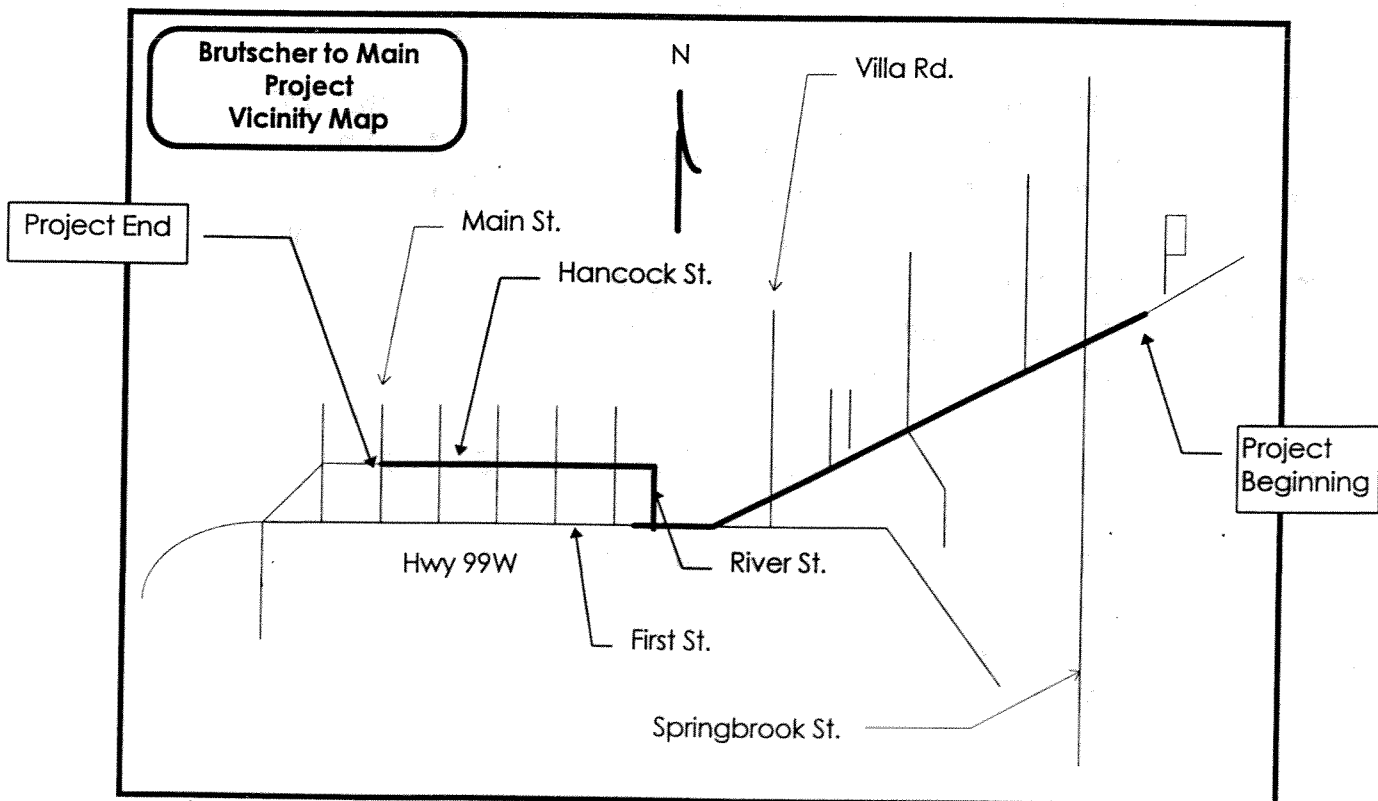 Brutscher to Main
Project
Vicinity Map
N
Villa Rd.
Project End
Main St.
Hancock St.
Project
Beginning
Hwy 99W
River St.
First St.
Springbrook St.